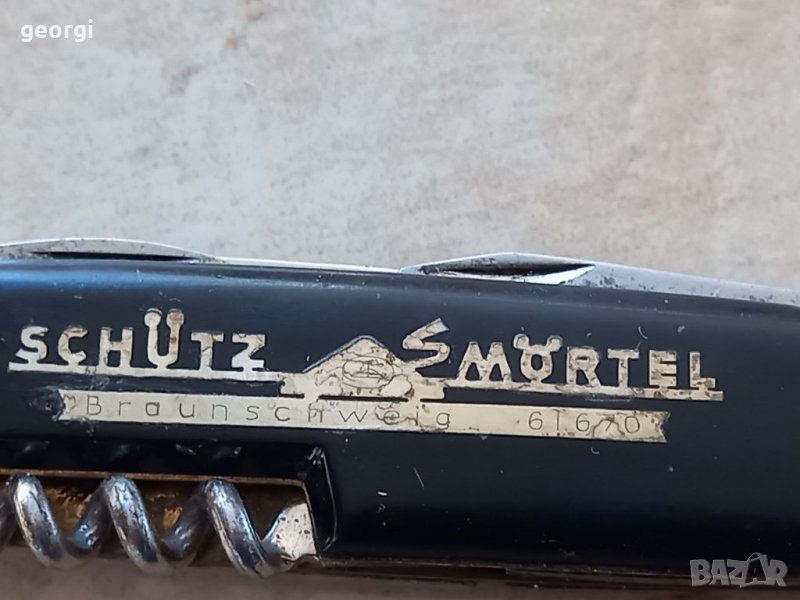 georgi
SCHÜTZ SMÖRTEL
Braunschweig 61670
BAZAR